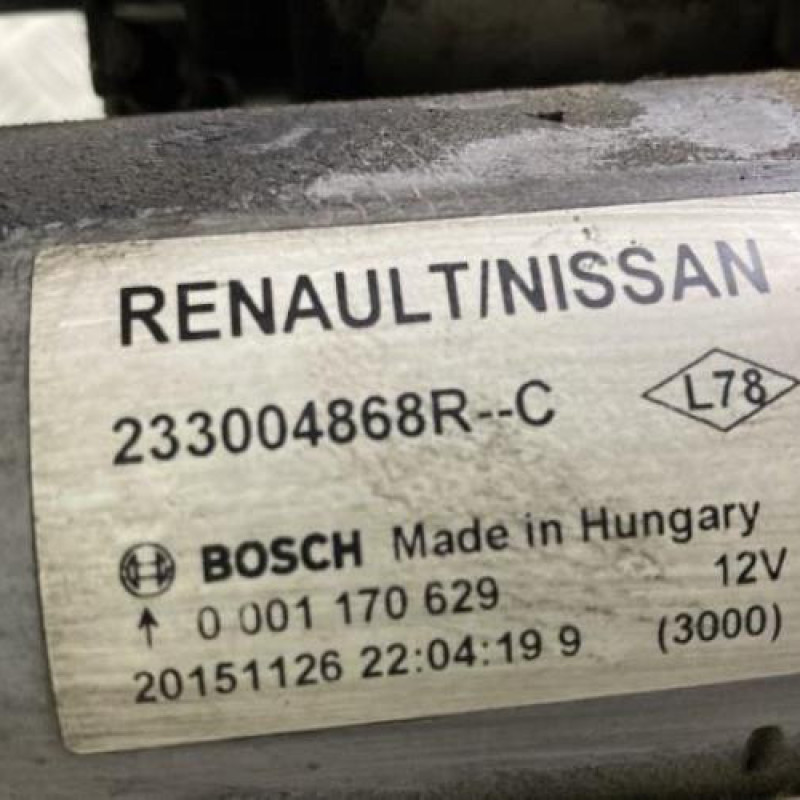 RENAULT/NISSAN
233004868R--C L78
BOSCH Made in Hungary
↑ 0 001 170 629 12V
20151126 22:04:19 9 (3000)